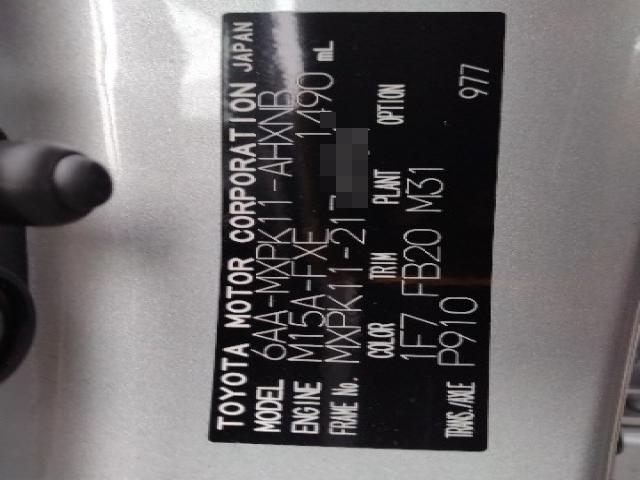 TOYOTA MOTOR CORPORATION JAPAN
MODEL 6AA-MXPK11-AHXNB
ENGINE M15A-FXE 1,490 mL
FRAME No. MXPK11-217
COLOR TRIM PLANT OPTION
1F7 FB20 M31
TRANS./AXLE P910 977